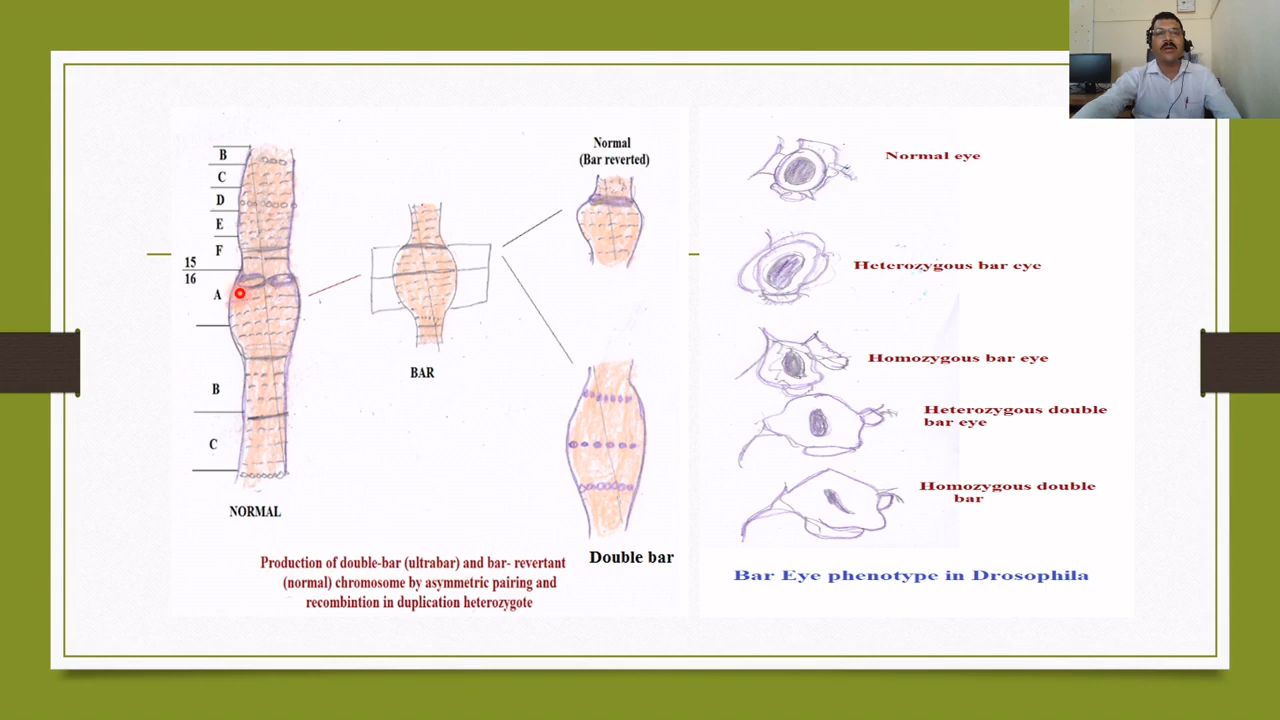 B
C
D
E
F
15
16
A
B
C
NORMAL
BAR
Normal
(Bar reverted)
Double bar
Production of double-bar (ultrabar) and bar- revertant
(normal) chromosome by asymmetric pairing and
recombintion in duplication heterozygote
Normal eye
Heterozygous bar eye
Homozygous bar eye
Heterozygous double
bar eye
Homozygous double
bar
Bar Eye phenotype in Drosophila